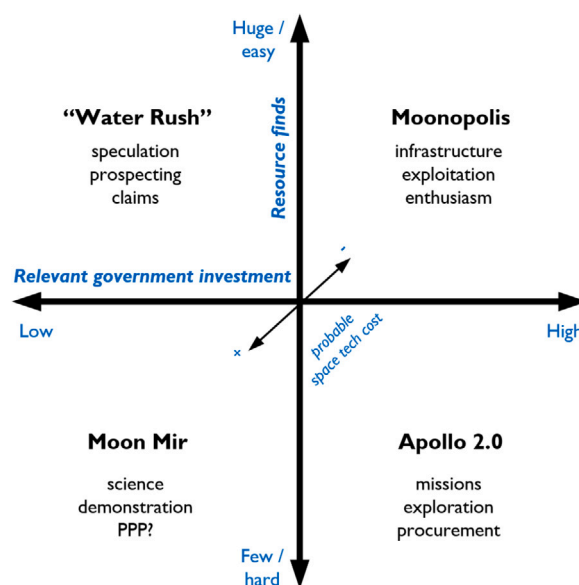 Huge /
easy
Resource finds
“Water Rush”
speculation
prospecting
claims
Moonopolis
infrastructure
exploitation
enthusiasm
Relevant government investment
-
+
Low
High
probable
space tech cost
Moon Mir
science
demonstration
PPP?
Apollo 2.0
missions
exploration
procurement
Few /
hard